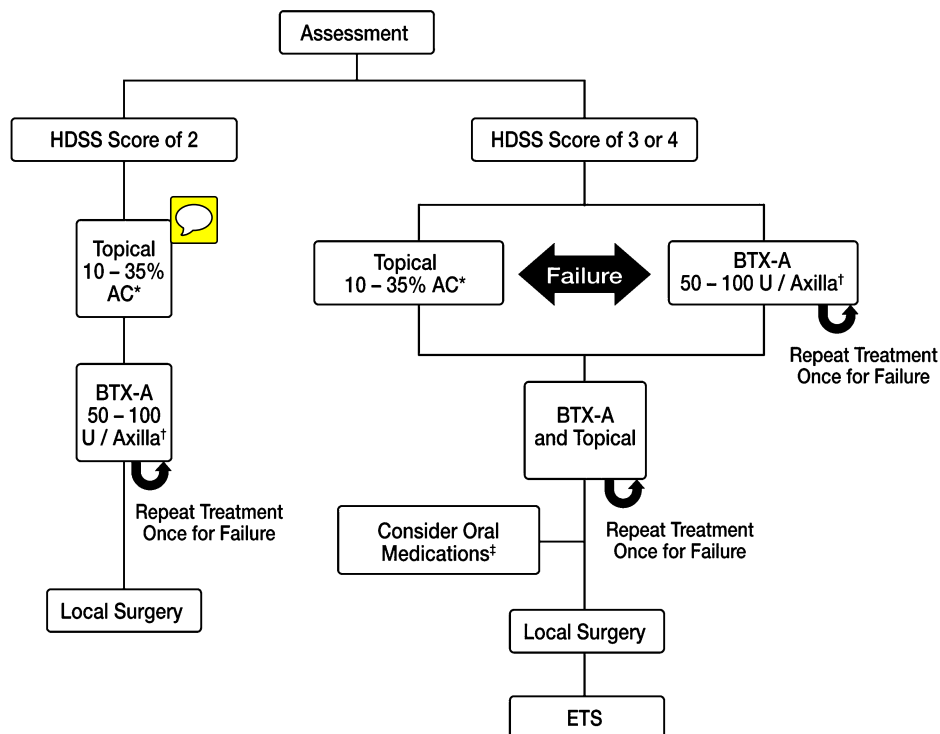 Assessment
HDSS Score of 2
HDSS Score of 3 or 4
Topical
10 – 35%
AC*
Topical
10 – 35% AC*
Failure
BTX-A
50 – 100 U / Axilla†
Repeat Treatment
Once for Failure
BTX-A
50 – 100
U / Axilla†
Repeat Treatment
Once for Failure
BTX-A
and Topical
Repeat Treatment
Once for Failure
Consider Oral
Medications‡
Local Surgery
Local Surgery
ETS